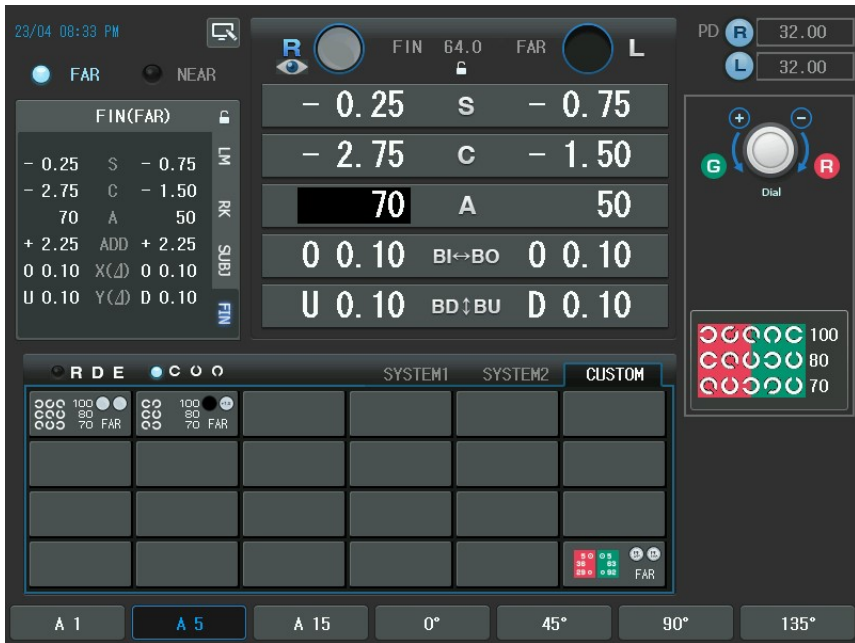 23/04 08:33 PM
FAR NEAR
FIN(FAR)
- 0.25 S - 0.75
- 2.75 C - 1.50
70 A 50
+ 2.25 ADD + 2.25
O 0.10 X(⊿) O 0.10
U 0.10 Y(⊿) D 0.10
LM
RK
SUBJ
FIN
R FIN 64.0 FAR L
- 0.25 S - 0.75
- 2.75 C - 1.50
70 A 50
O 0.10 BI↔BO O 0.10
U 0.10 BD↕BU D 0.10
PD R 32.00
L 32.00
+ -
G R
Dial
100
80
70
R D E C
SYSTEM1 SYSTEM2 CUSTOM
100
80
70 FAR
100
80
70 FAR
FAR
A 1 A 5 A 15 0° 45° 90° 135°